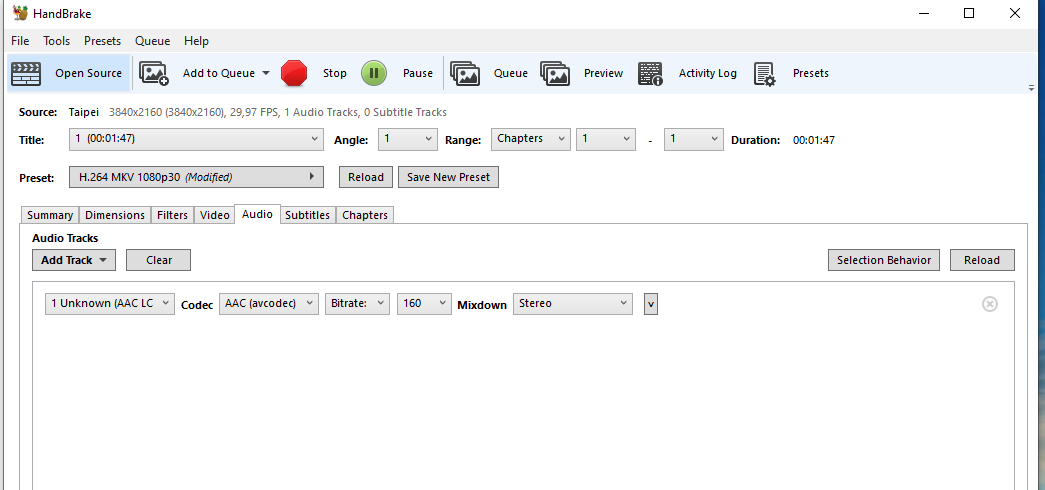 HandBrake
File Tools Presets Queue Help
Open Source Add to Queue Stop Pause Queue Preview Activity Log Presets
Source: Taipei 3840x2160 (3840x2160), 29,97 FPS, 1 Audio Tracks, 0 Subtitle Tracks
Title: 1 (00:01:47) Angle: 1 Range: Chapters 1 - 1 Duration: 00:01:47
Preset: H.264 MKV 1080p30 (Modified) Reload Save New Preset
Summary Dimensions Filters Video Audio Subtitles Chapters
Audio Tracks
Add Track Clear Selection Behavior Reload
1 Unknown (AAC LC Codec AAC (avcodec) Bitrate: 160 Mixdown Stereo v